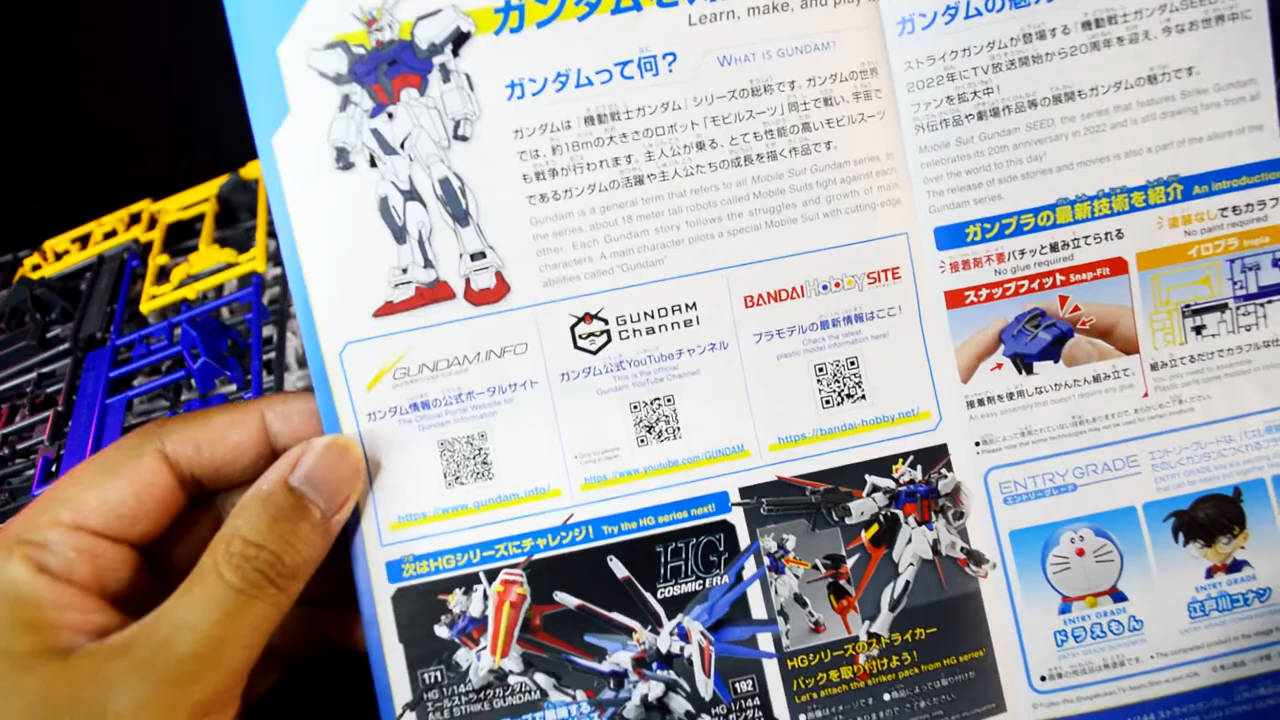 Learn, make, and play
ガンダムって何?
WHAT IS GUNDAM?
ガンダムは「機動戦士ガンダム」シリーズの総称です。ガンダムの世界
では、約18mの大きさのロボット「モビルスーツ」同士で戦い、宇宙で
も戦争が行われます。主人公が乗る、とても性能の高いモビルスーツ
であるガンダムの活躍や主人公たちの成長を描く作品です。
Gundam is a general term that refers to all Mobile Suit Gundam series. In
the series, about 18 meter tall robots called Mobile Suits fight against each
other. Each Gundam story follows the struggles and growth of main
characters. A main character pilots a special Mobile Suit with cutting-edge
abilities called "Gundam"
GUNDAM.INFO
ガンダム情報の公式ポータルサイト
The Official Portal Website for
Gundam Information
https://www.gundam.info/
GUNDAM
Channel
ガンダム公式YouTubeチャンネル
This is the official
Gundam YouTube Channel!
https://www.youtube.com/GUNDAM
BANDAI HobbySITE
プラモデルの最新情報はここ!
Check the latest
plastic model information here!
https://bandai-hobby.net/
次はHGシリーズにチャレンジ! Try the HG series next!
HG
COSMIC ERA
171
HG 1/144
エールストライクガンダム
AILE STRIKE GUNDAM
192
HG 1/144
HGシリーズのストライカー
パックを取り付けよう!
Let's attach the striker pack from HG series!
ガンダムの魅力
ストライクガンダムが登場する「機動戦士ガンダムSEED」
2022年にTV放送開始から20周年を迎え、今なお世界中に
ファンを拡大中!
外伝作品や劇場作品等の展開もガンダムの魅力です。
Mobile Suit Gundam SEED, the series that features Strike Gundam
celebrates its 20th anniversary in 2022 and is still drawing fans from all
over the world to this day!
The release of side stories and movies is also a part of the allure of the
Gundam series.
ガンプラの最新技術を紹介 An introduction
接着剤不要パチッと組み立てられる
No glue required
スナップフィット Snap-Fit
接着剤を使用しないかんたん組み立て。
An easy assembly that doesn't require any glue.
塗装なしでもカラフ
No paint required
イロプラ Iropla
組み立てるだけでカラフルな仕
ENTRY GRADE
エントリーグレード
ENTRY GRADE
ドラえもん
ENTRY GRADE DORAEMON
ENTRY GRADE
江戸川コナン